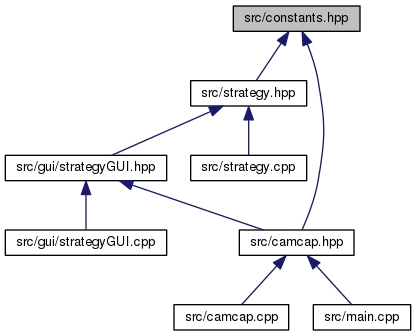 src/constants.hpp
src/strategy.hpp
src/gui/strategyGUI.hpp
src/strategy.cpp
src/gui/strategyGUI.cpp
src/camcap.hpp
src/camcap.cpp
src/main.cpp